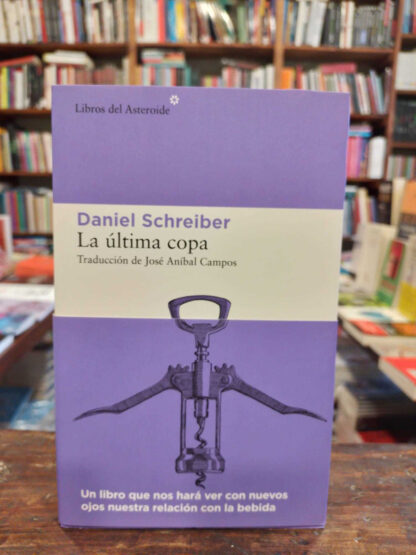 Libros del Asteroide
Daniel Schreiber
La última copa
Traducción de José Aníbal Campos
Un libro que nos hará ver con nuevos
ojos nuestra relación con la bebida